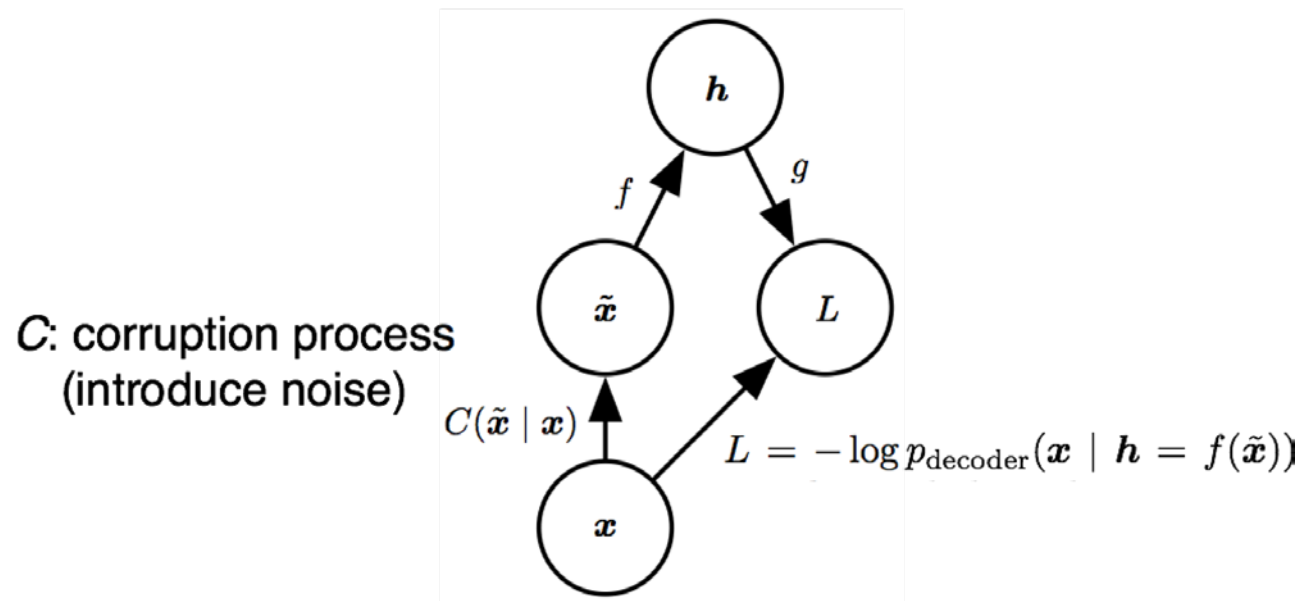 h
f
g
x̃
L
C: corruption process
(introduce noise)
C(x̃ | x)
L = − log p_decoder(x | h = f(x̃))
x